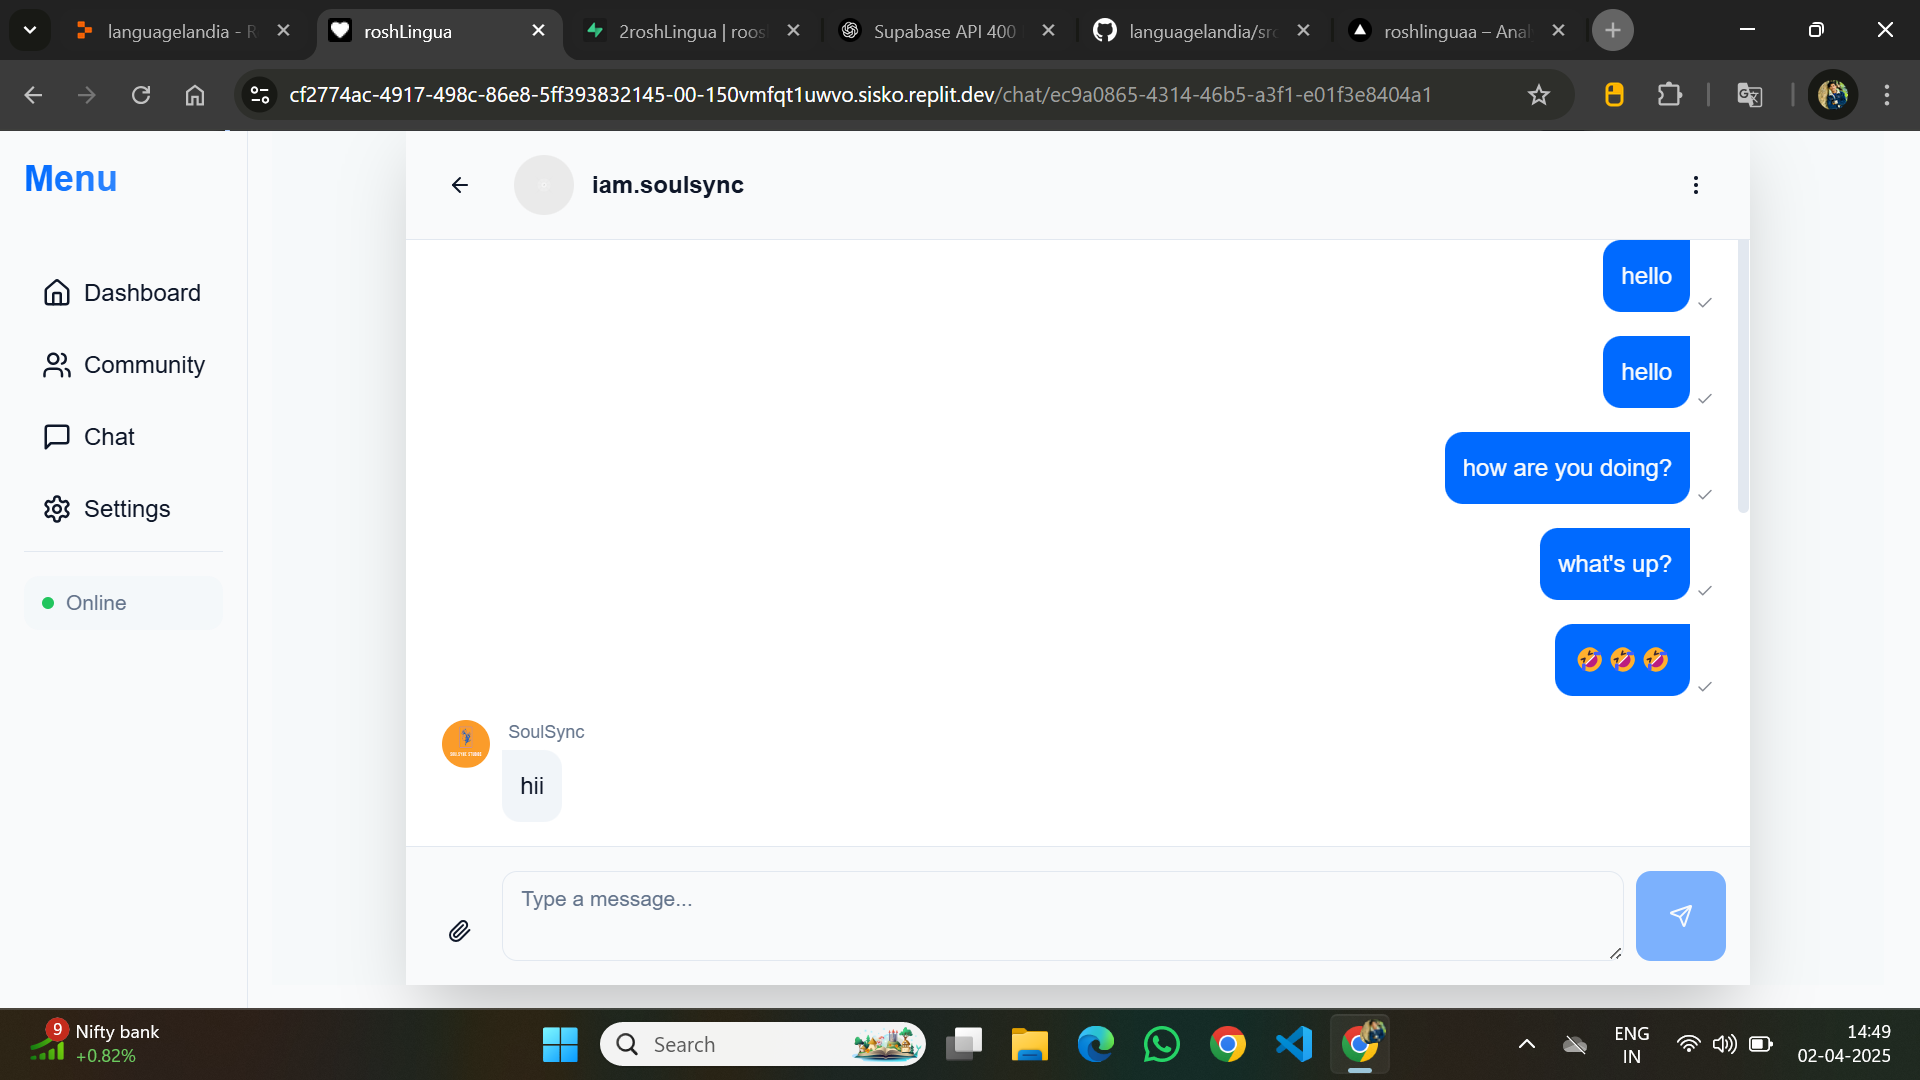 languagelandia - R
roshLingua
2roshLingua | roos
Supabase API 400
languagelandia/src
roshlinguaa – Anal
cf2774ac-4917-498c-86e8-5ff393832145-00-150vmfqt1uwvo.sisko.replit.dev/chat/ec9a0865-4314-46b5-a3f1-e01f3e8404a1
Menu
iam.soulsync
Dashboard
Community
Chat
Settings
Online
hello
hello
how are you doing?
what's up?
🤣🤣🤣
SoulSync
hii
Type a message...
9
Nifty bank
+0.82%
Search
ENG
IN
14:49
02-04-2025